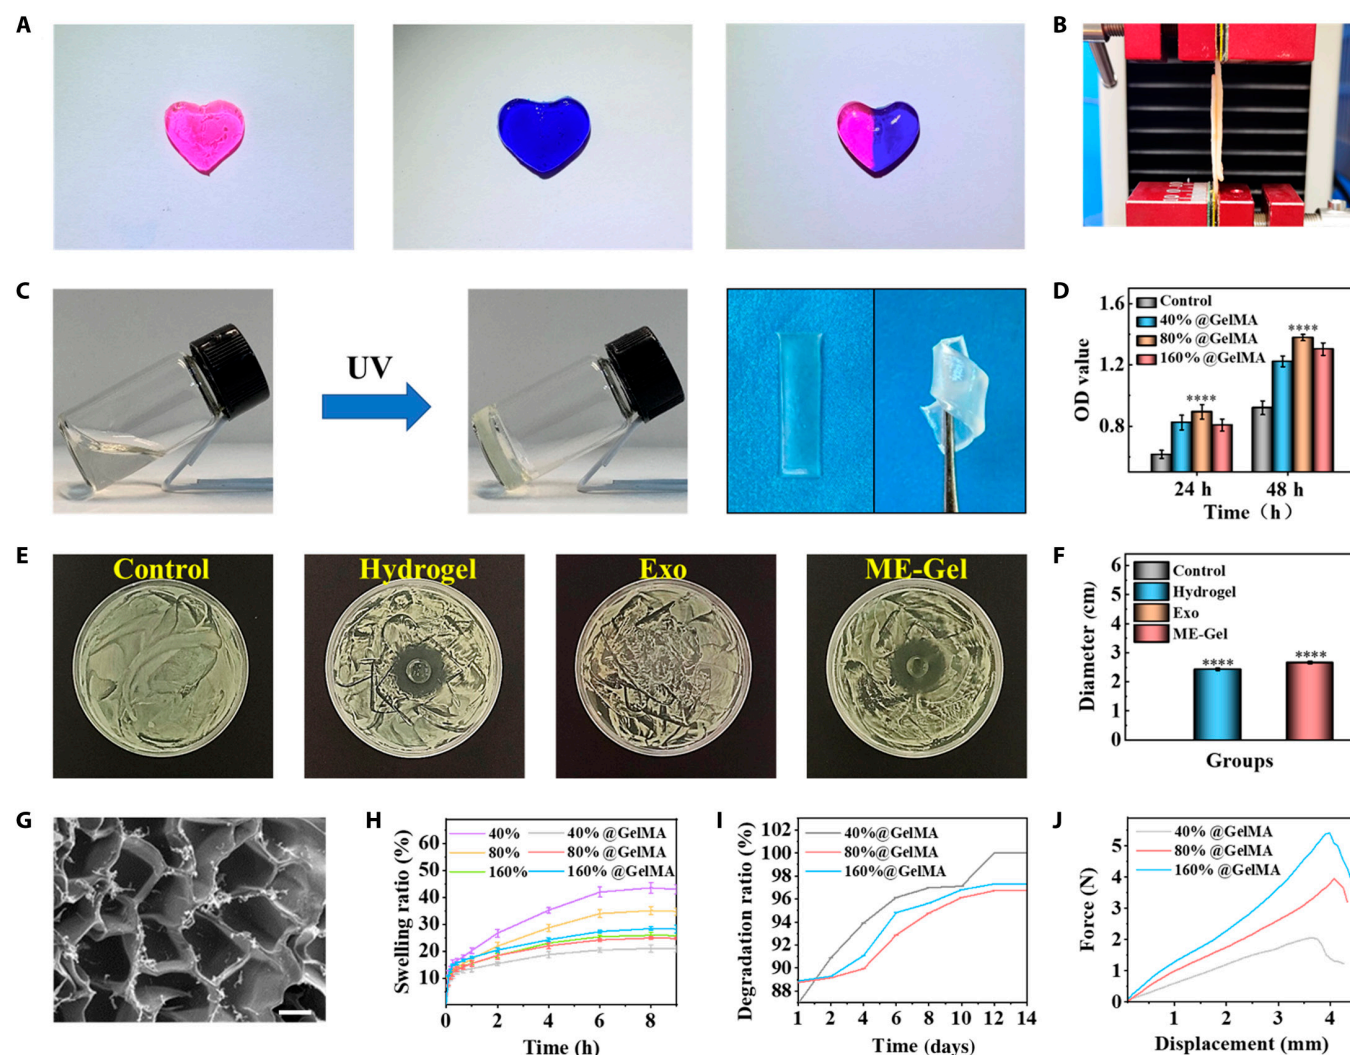 A
B
C
UV
D
OD value
1.6
1.2
0.8
Control
40% @GelMA
80% @GelMA
160% @GelMA
****
****
24 h
48 h
Time (h)
E
Control
Hydrogel
Exo
ME-Gel
F
Diameter (cm)
6
5
4
3
2
1
0
Control
Hydrogel
Exo
ME-Gel
****
****
Groups
G
H
Swelling ratio (%)
60
50
40
30
20
10
40%
80%
160%
40% @GelMA
80% @GelMA
160% @GelMA
0
2
4
6
8
Time (h)
I
Degradation ratio (%)
102
100
98
96
94
92
90
88
40%@GelMA
80%@GelMA
160%@GelMA
1
2
4
6
8
10
12
14
Time (days)
J
Force (N)
5
4
3
2
1
0
40% @GelMA
80% @GelMA
160% @GelMA
1
2
3
4
Displacement (mm)